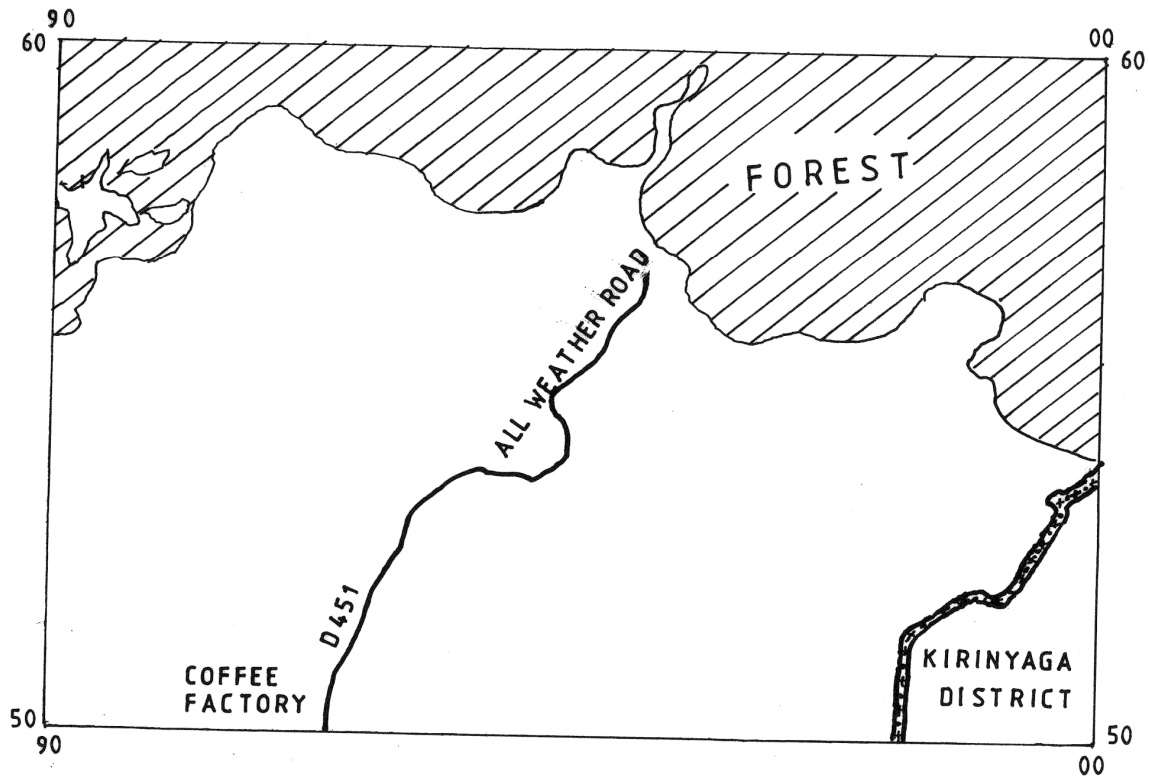 90
00
60
60
FOREST
ALL WEATHER ROAD
D451
COFFEE
FACTORY
KIRINYAGA
DISTRICT
50
50
90
00